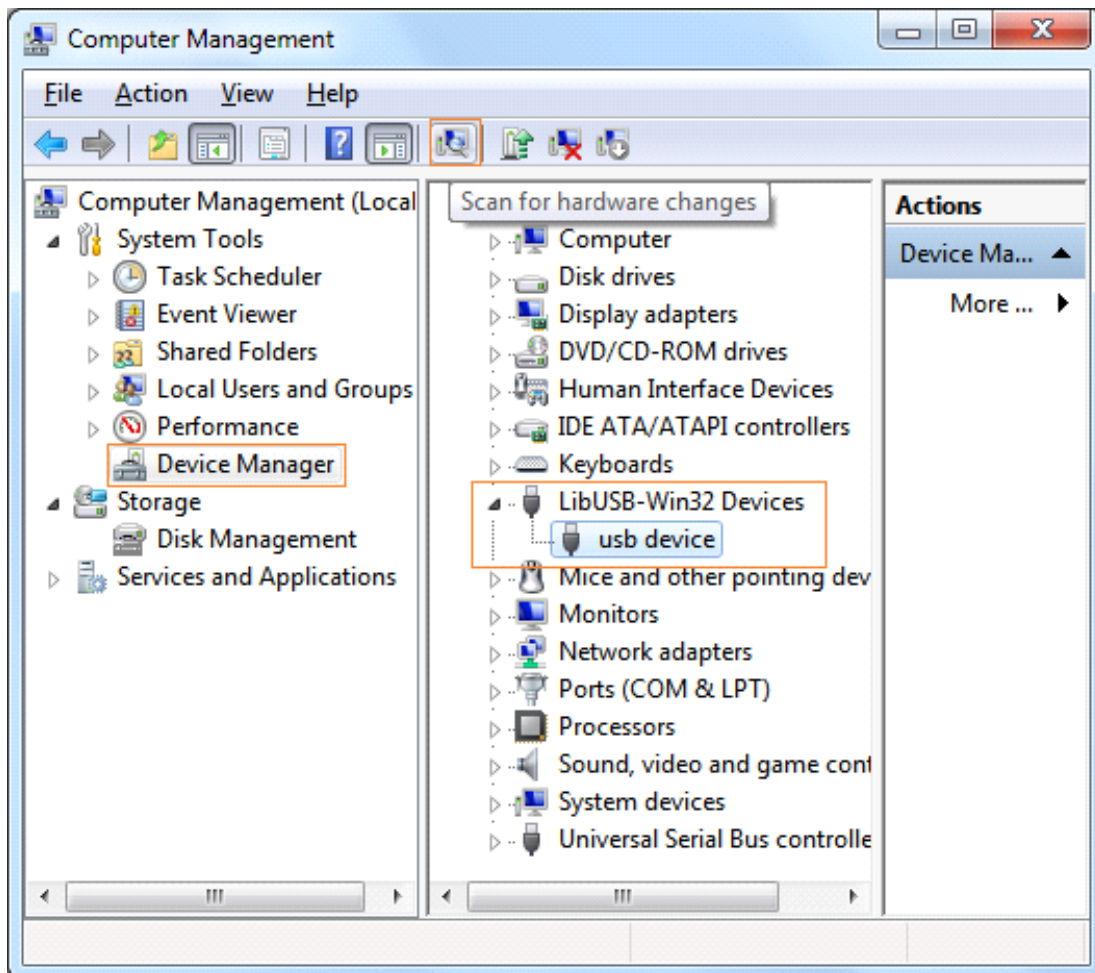 Computer Management
File Action View Help
Computer Management (Local
System Tools
Task Scheduler
Event Viewer
Shared Folders
Local Users and Groups
Performance
Device Manager
Storage
Disk Management
Services and Applications
Scan for hardware changes
Computer
Disk drives
Display adapters
DVD/CD-ROM drives
Human Interface Devices
IDE ATA/ATAPI controllers
Keyboards
LibUSB-Win32 Devices
usb device
Mice and other pointing dev
Monitors
Network adapters
Ports (COM & LPT)
Processors
Sound, video and game cont
System devices
Universal Serial Bus controlle
Actions
Device Ma...
More ...